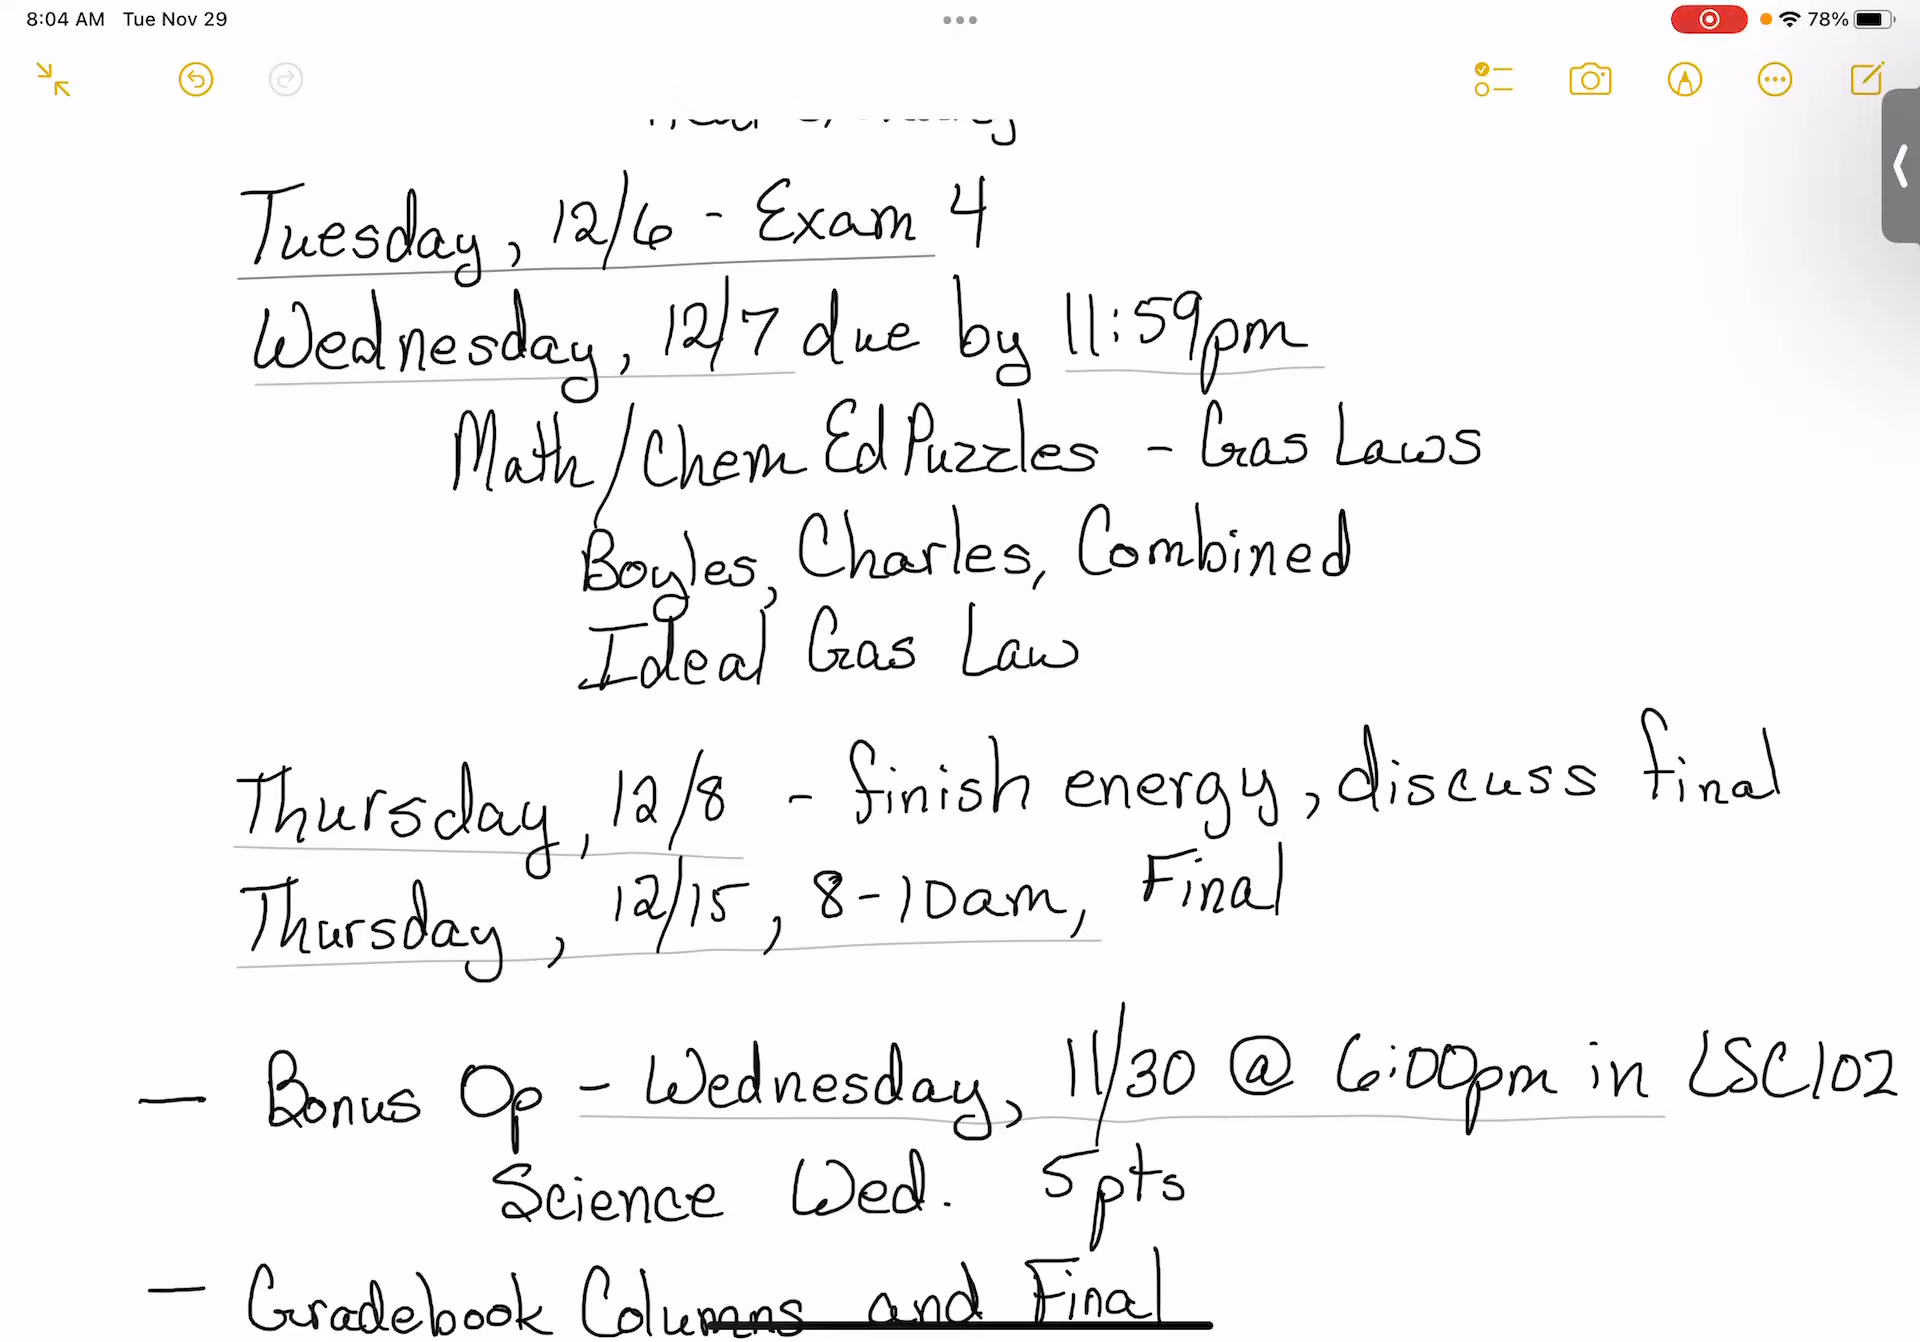 8:04 AM Tue Nov 29 78%
Tuesday, 12/6 - Exam 4
Wednesday, 12/7 due by 11:59pm
Math/Chem Ed Puzzles - Gas Laws
Boyles, Charles, Combined
Ideal Gas Law
Thursday, 12/8 - finish energy, discuss final
Thursday, 12/15, 8-10am, Final
— Bonus Op - Wednesday, 11/30 @ 6:00pm in LSC102
Science Wed. 5pts
— Gradebook Columns and Final